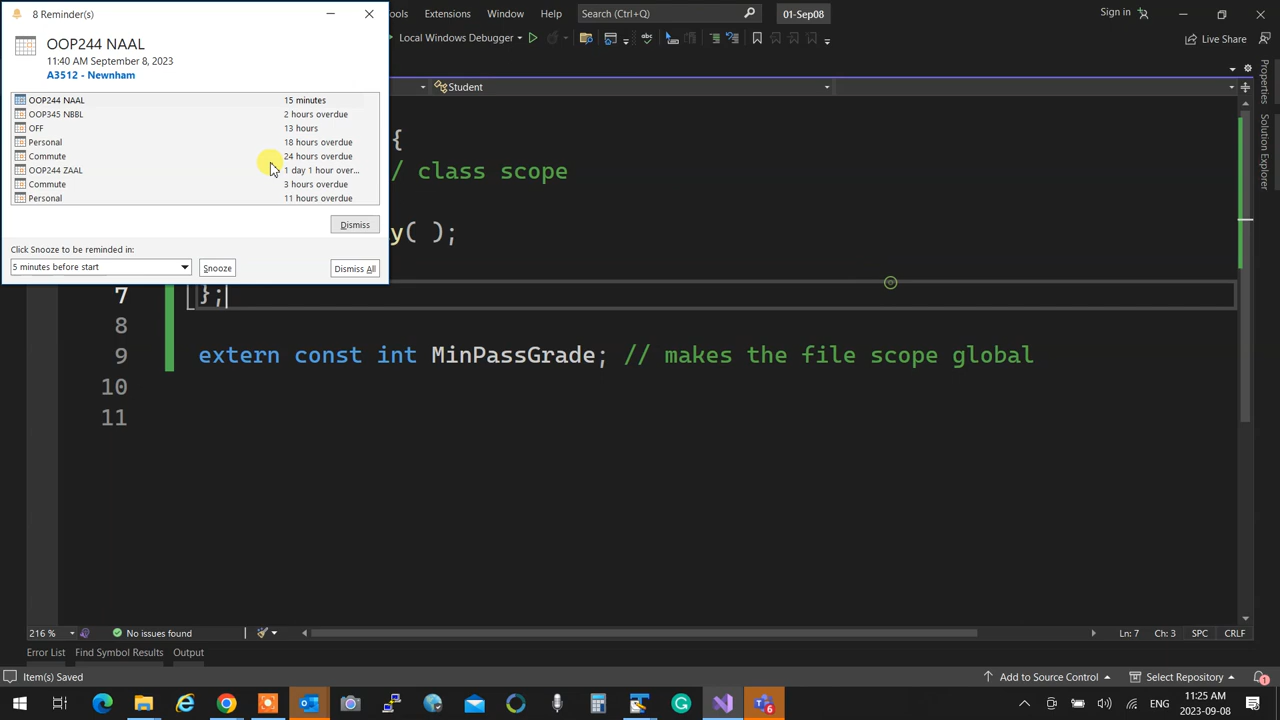 8 Reminder(s)
OOP244 NAAL
11:40 AM September 8, 2023
A3512 - Newnham
OOP244 NAAL 15 minutes
OOP345 NBBL 2 hours overdue
OFF 13 hours
Personal 18 hours overdue
Commute 24 hours overdue
OOP244 ZAAL 1 day 1 hour over...
Commute 3 hours overdue
Personal 11 hours overdue
Dismiss
Click Snooze to be reminded in:
5 minutes before start
Snooze
Dismiss All
ols Extensions Window Help Search (Ctrl+Q) 01-Sep08 Sign in
Local Windows Debugger Live Share
Student
{
/ class scope
y( );
7 };
8
9 extern const int MinPassGrade; // makes the file scope global
10
11
Properties
Solution Explorer
216 % No issues found Ln: 7 Ch: 3 SPC CRLF
Error List Find Symbol Results Output
Item(s) Saved Add to Source Control Select Repository 1
6 ENG 11:25 AM
2023-09-08